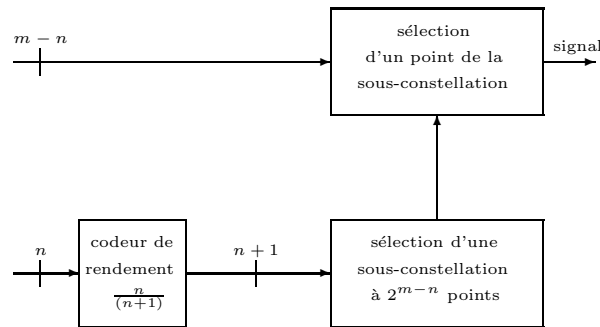 m − n
sélection
d'un point de la
sous-constellation
signal
n
codeur de
rendement
n/(n+1)
n + 1
sélection d'une
sous-constellation
à 2^{m−n} points